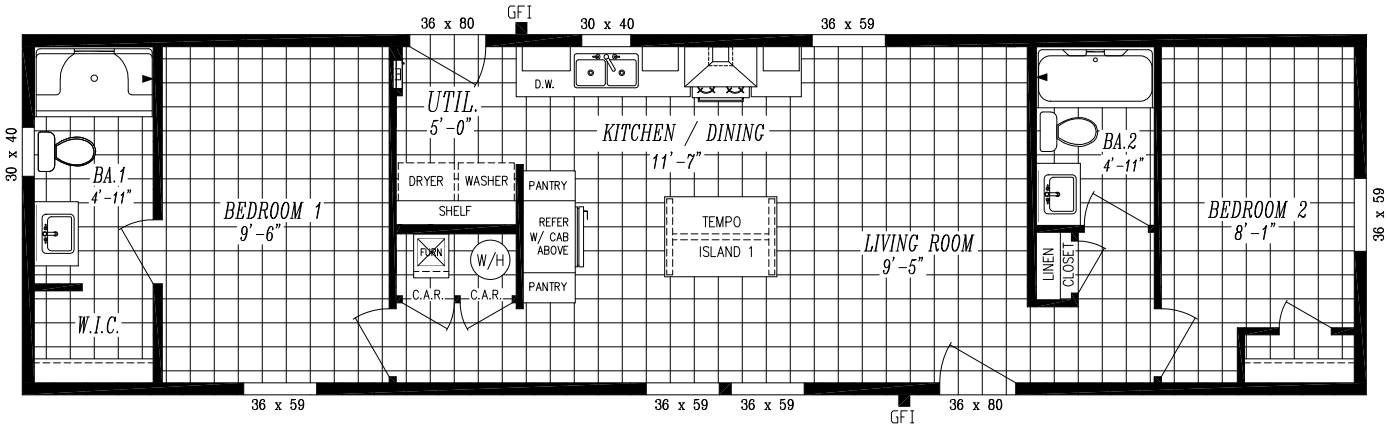 GFI
36 x 80
30 x 40
36 x 59
D.W.
UTIL.
5'-0"
KITCHEN / DINING
11'-7"
30 x 40
BA.1
4'-11"
BA.2
4'-11"
DRYER
WASHER
PANTRY
SHELF
BEDROOM 1
9'-6"
REFER
W/ CAB
ABOVE
TEMPO
ISLAND 1
BEDROOM 2
8'-1"
36 x 59
LIVING ROOM
9'-5"
FURN
W/H
LINEN
CLOSET
C.A.R.
C.A.R.
PANTRY
W.I.C.
36 x 59
36 x 59
36 x 59
GFI
36 x 80